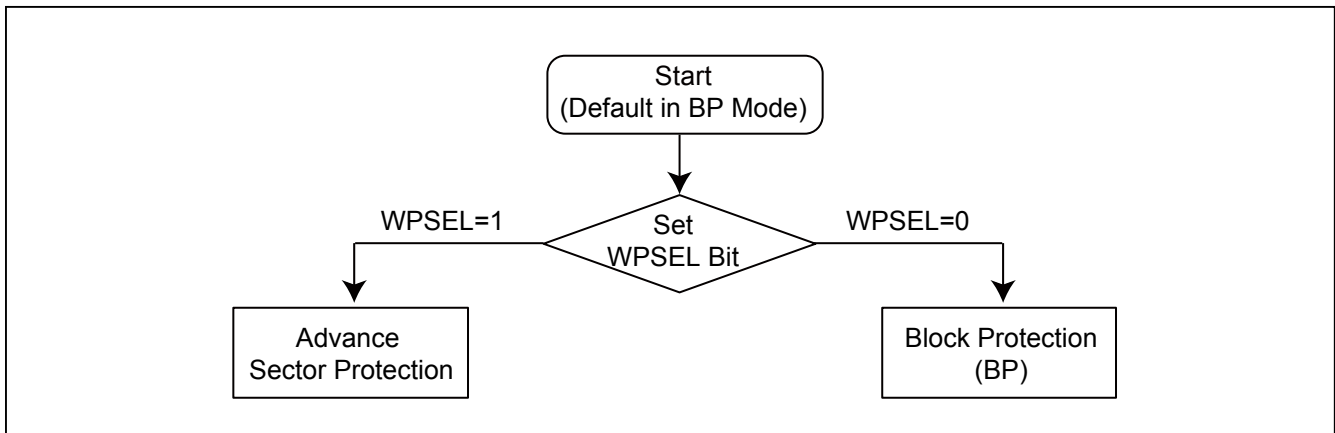 Start
(Default in BP Mode)
WPSEL=1
Set
WPSEL Bit
WPSEL=0
Advance
Sector Protection
Block Protection
(BP)